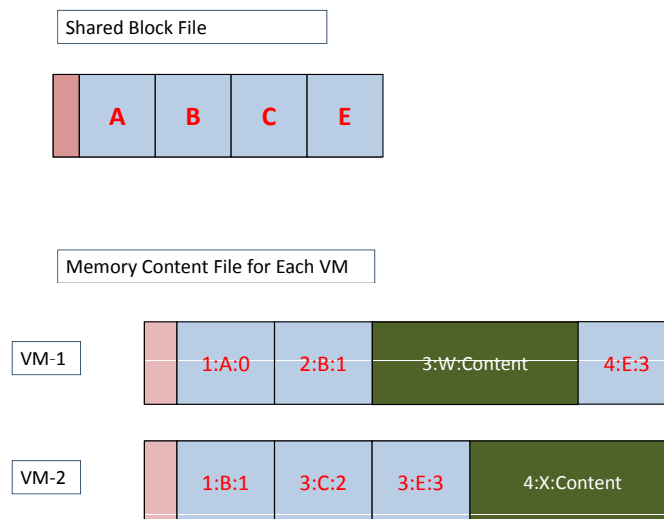 Shared Block File
A B C E
Memory Content File for Each VM
VM-1 1:A:0 2:B:1 3:W:Content 4:E:3
VM-2 1:B:1 3:C:2 3:E:3 4:X:Content